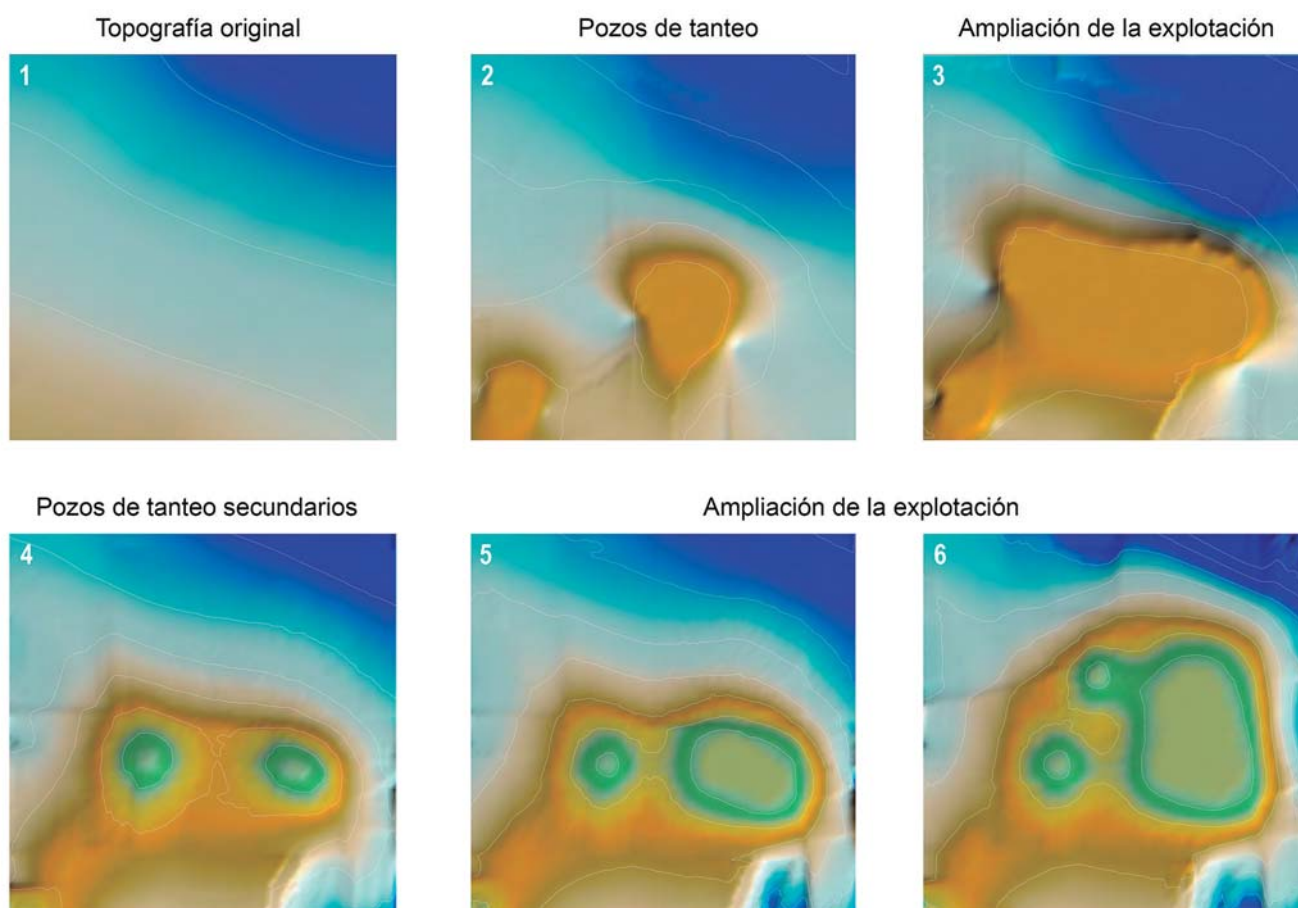 Topografía original
Pozos de tanteo
Ampliación de la explotación
1
2
3
Pozos de tanteo secundarios
Ampliación de la explotación
4
5
6